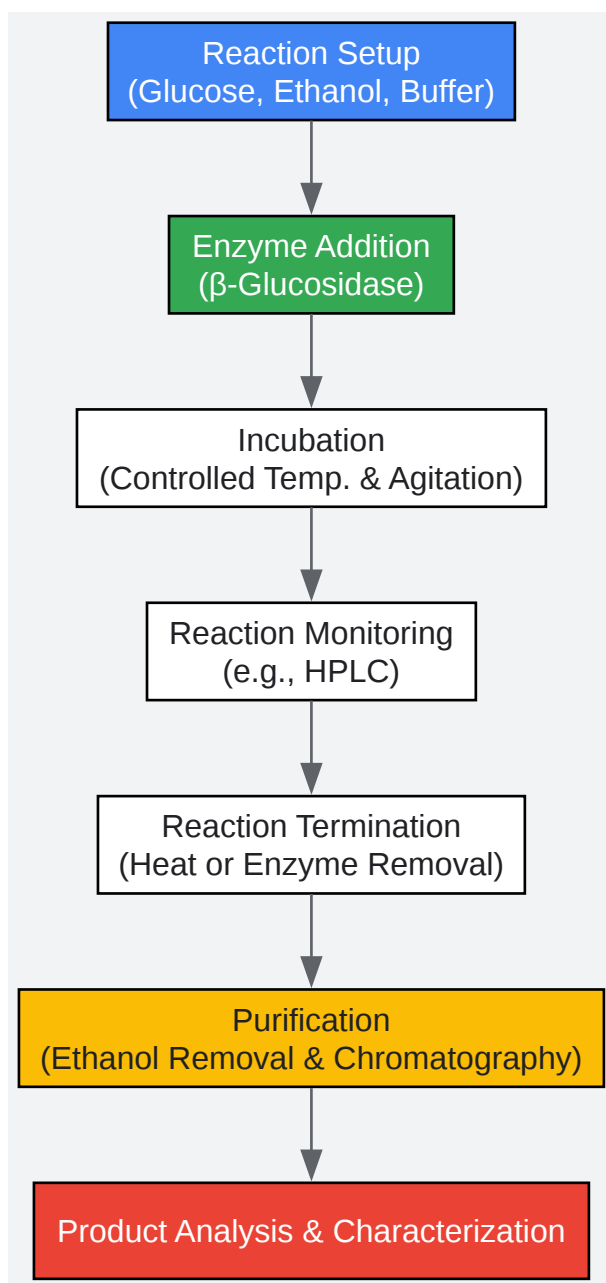 Reaction Setup
(Glucose, Ethanol, Buffer)
Enzyme Addition
(β-Glucosidase)
Incubation
(Controlled Temp. & Agitation)
Reaction Monitoring
(e.g., HPLC)
Reaction Termination
(Heat or Enzyme Removal)
Purification
(Ethanol Removal & Chromatography)
Product Analysis & Characterization